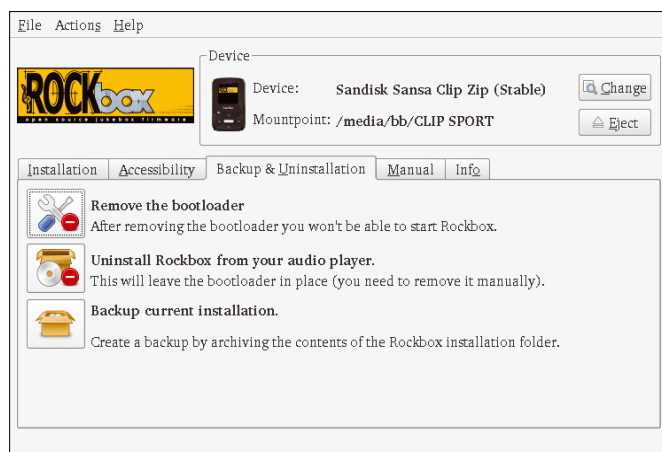 File Actions Help
Device
ROCKbox
open source jukebox firmware
Device: Sandisk Sansa Clip Zip (Stable)
Change
Mountpoint: /media/bb/CLIP SPORT
Eject
Installation Accessibility Backup & Uninstallation Manual Info
Remove the bootloader
After removing the bootloader you won't be able to start Rockbox.
Uninstall Rockbox from your audio player.
This will leave the bootloader in place (you need to remove it manually).
Backup current installation.
Create a backup by archiving the contents of the Rockbox installation folder.